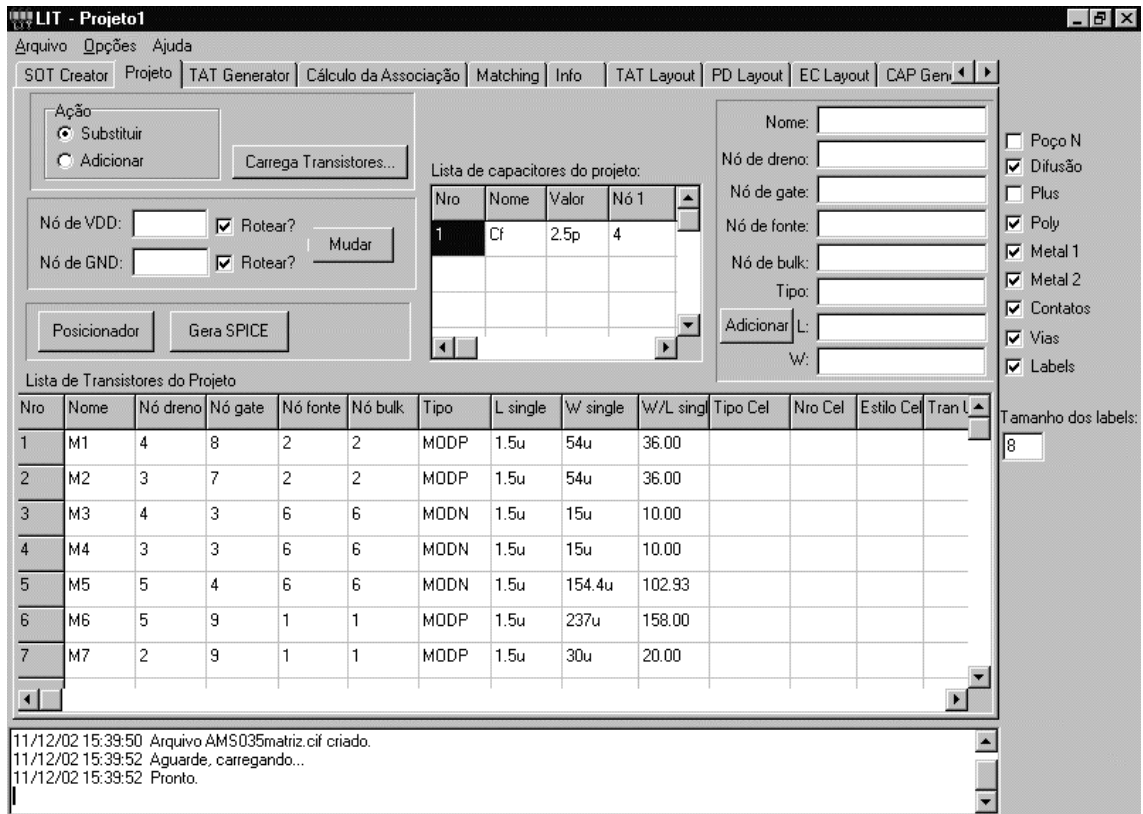 LIT - Projeto1
Arquivo Opções Ajuda
SOT Creator Projeto TAT Generator Cálculo da Associação Matching Info TAT Layout PD Layout EC Layout CAP Gen
Ação
Substituir
Adicionar
Carrega Transistores...
Nó de VDD: Rotear?
Nó de GND: Rotear?
Mudar
Posicionador Gera SPICE
Lista de capacitores do projeto:
Nro Nome Valor Nó 1
1 Cf 2.5p 4
Nome:
Nó de dreno:
Nó de gate:
Nó de fonte:
Nó de bulk:
Tipo:
Adicionar L:
W:
Poço N
Difusão
Plus
Poly
Metal 1
Metal 2
Contatos
Vias
Labels
Tamanho dos labels:
8
Lista de Transistores do Projeto
Nro Nome Nó dreno Nó gate Nó fonte Nó bulk Tipo L single W single W/L singl Tipo Cel Nro Cel Estilo Cel Tran
1 M1 4 8 2 2 MODP 1.5u 54u 36.00
2 M2 3 7 2 2 MODP 1.5u 54u 36.00
3 M3 4 3 6 6 MODN 1.5u 15u 10.00
4 M4 3 3 6 6 MODN 1.5u 15u 10.00
5 M5 5 4 6 6 MODN 1.5u 154.4u 102.93
6 M6 5 9 1 1 MODP 1.5u 237u 158.00
7 M7 2 9 1 1 MODP 1.5u 30u 20.00
11/12/02 15:39:50 Arquivo AMS035matriz.cif criado.
11/12/02 15:39:52 Aguarde, carregando...
11/12/02 15:39:52 Pronto.